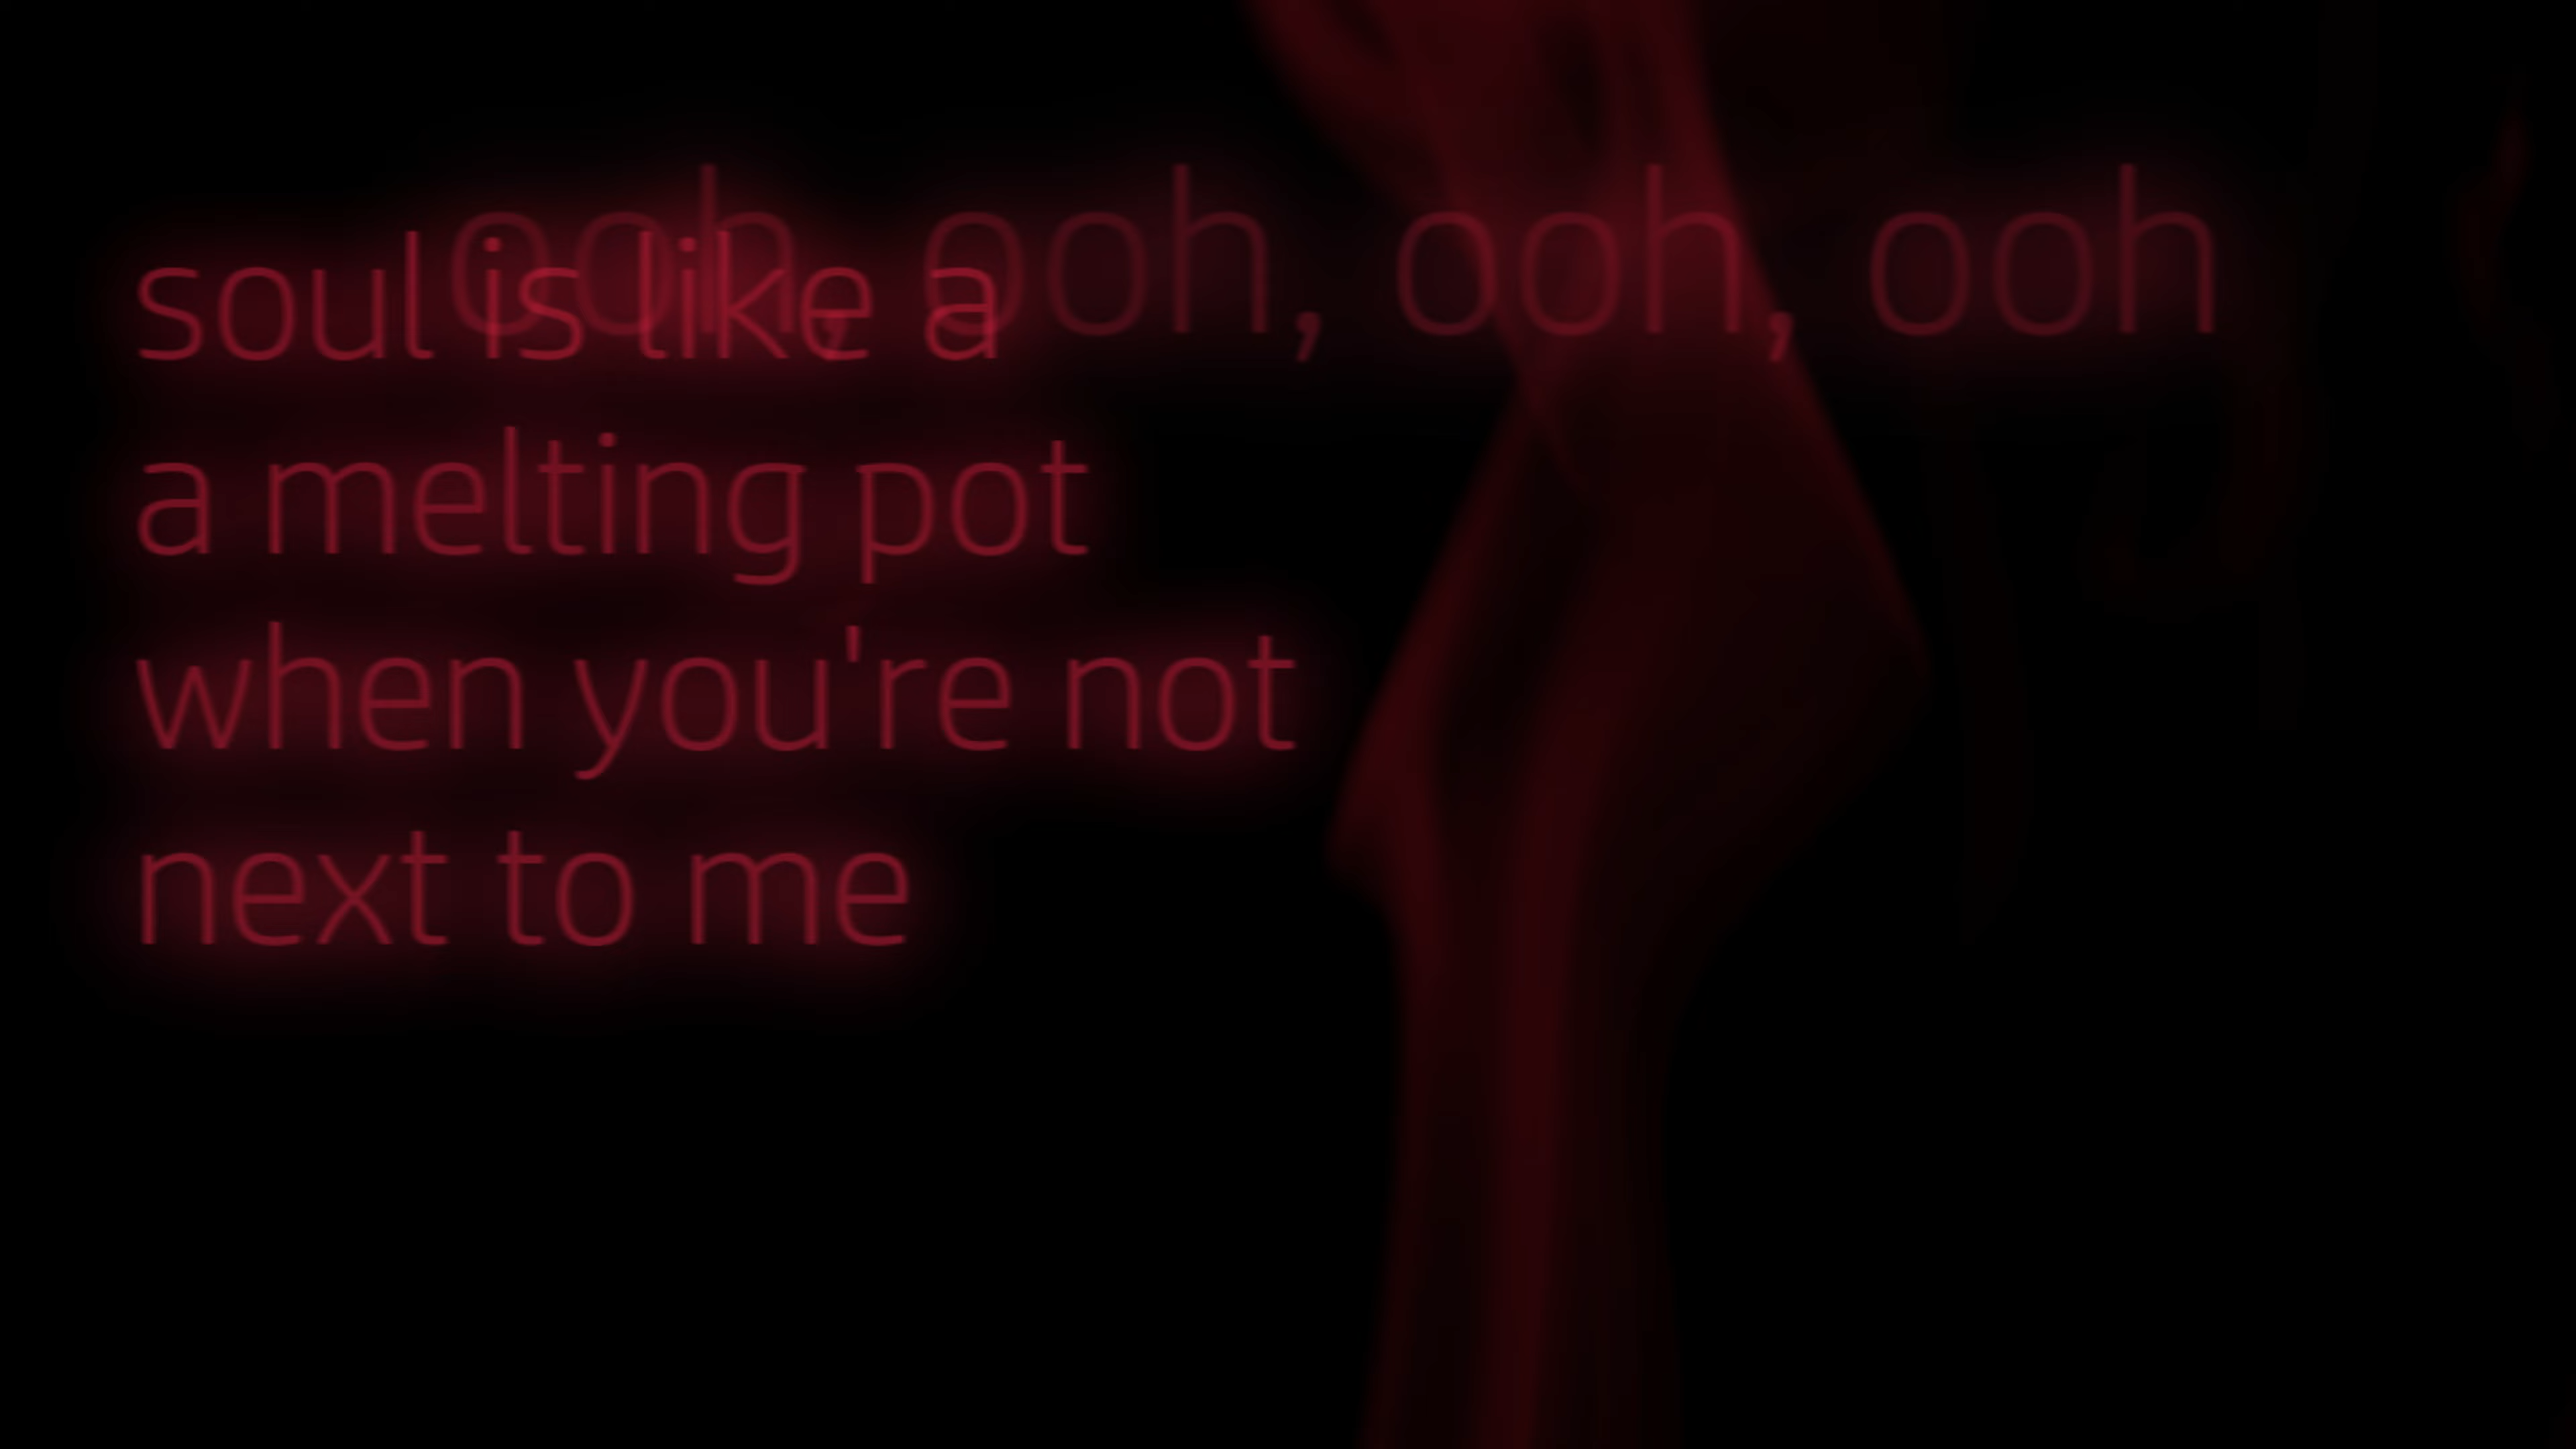 ooh, ooh, ooh, ooh
soul is like a
a melting pot
when you're not
next to me